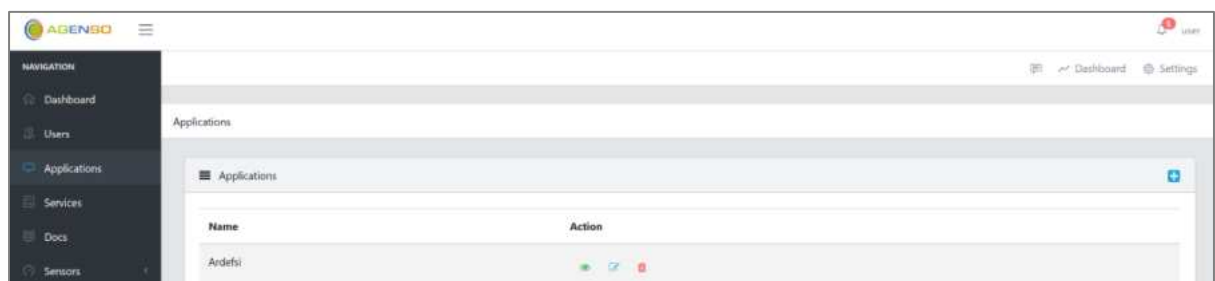 AGENSO
user
NAVIGATION
Dashboard Settings
Dashboard
Applications
Users
Applications
Applications
Services
Name Action
Docs
Ardefsi
Sensors